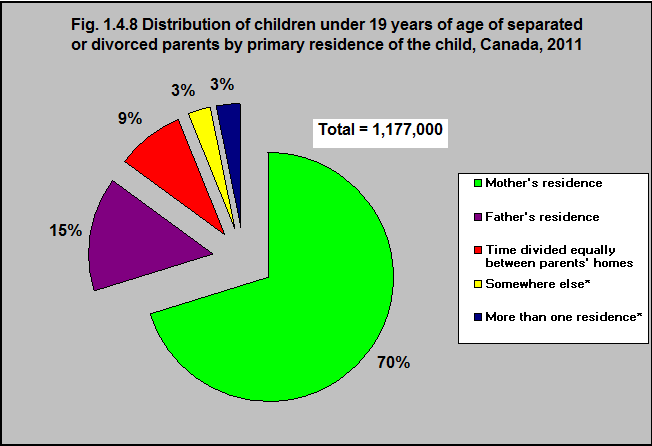 Fig. 1.4.8 Distribution of children under 19 years of age of separated
or divorced parents by primary residence of the child, Canada, 2011
3%
3%
9%
Total = 1,177,000
15%
70%
Mother's residence
Father's residence
Time divided equally
between parents' homes
Somewhere else*
More than one residence*